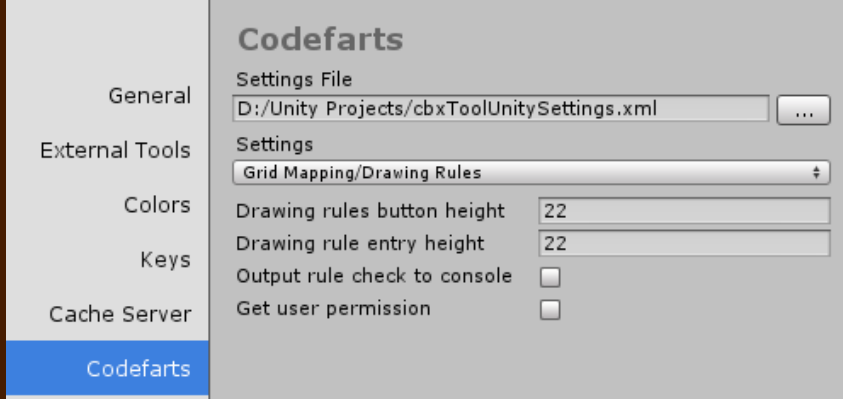 General
External Tools
Colors
Keys
Cache Server
Codefarts
Codefarts
Settings File
D:/Unity Projects/cbxToolUnitySettings.xml
...
Settings
Grid Mapping/Drawing Rules
Drawing rules button height 22
Drawing rule entry height 22
Output rule check to console
Get user permission